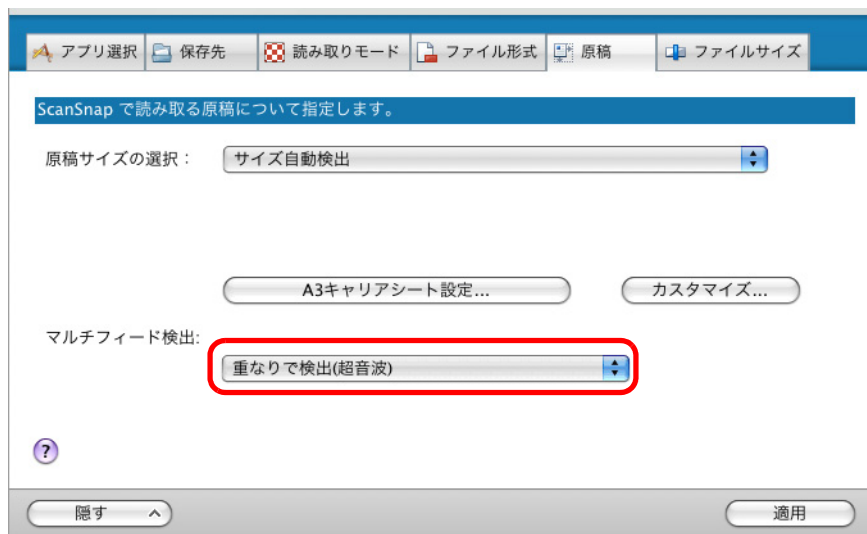 アプリ選択 保存先 読み取りモード ファイル形式 原稿 ファイルサイズ
ScanSnap で読み取る原稿について指定します。
原稿サイズの選択： サイズ自動検出
A3キャリアシート設定... カスタマイズ...
マルチフィード検出:
重なりで検出(超音波)
?
隠す 適用